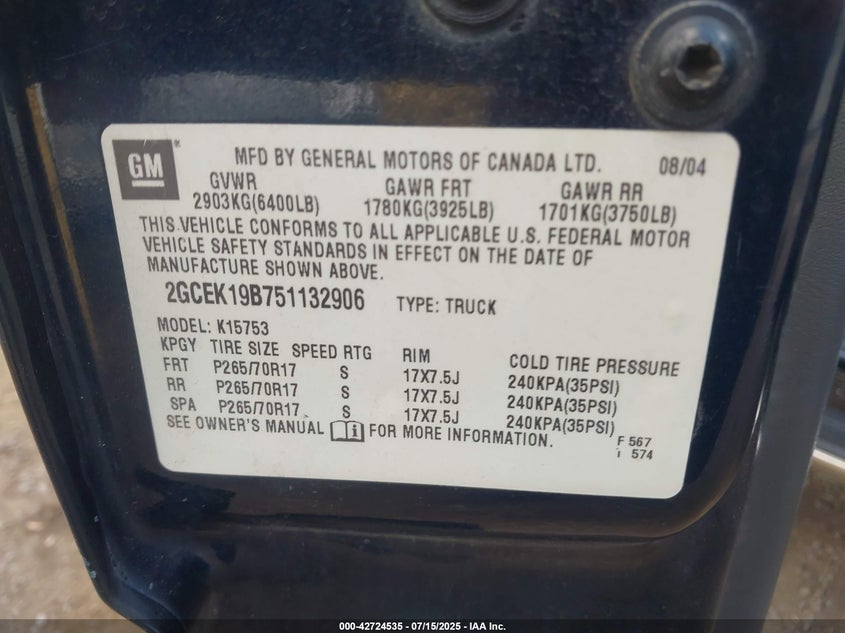 GM
MFD BY GENERAL MOTORS OF CANADA LTD. 08/04
GVWR GAWR FRT GAWR RR
2903KG(6400LB) 1780KG(3925LB) 1701KG(3750LB)
THIS VEHICLE CONFORMS TO ALL APPLICABLE U.S. FEDERAL MOTOR
VEHICLE SAFETY STANDARDS IN EFFECT ON THE DATE OF
MANUFACTURE SHOWN ABOVE.
2GCEK19B751132906 TYPE: TRUCK
MODEL: K15753
KPGY TIRE SIZE SPEED RTG RIM COLD TIRE PRESSURE
FRT P265/70R17 S 17X7.5J 240KPA(35PSI)
RR P265/70R17 S 17X7.5J 240KPA(35PSI)
SPA P265/70R17 S 17X7.5J 240KPA(35PSI)
SEE OWNER'S MANUAL i FOR MORE INFORMATION.
F 567
I 574
000-42724535 - 07/15/2025 - IAA Inc.